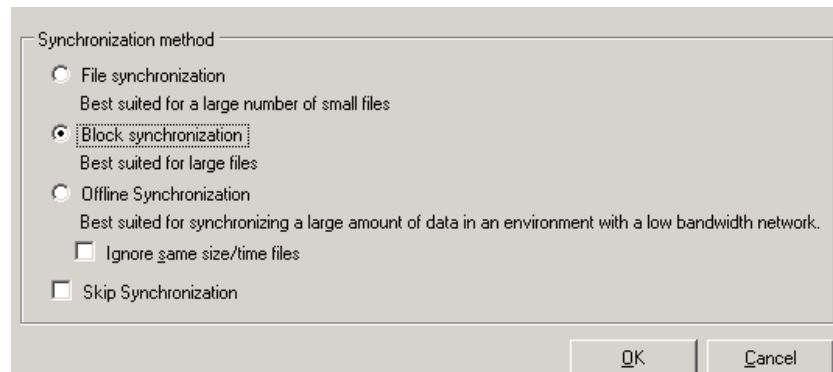 Synchronization method
File synchronization
Best suited for a large number of small files
Block synchronization
Best suited for large files
Offline Synchronization
Best suited for synchronizing a large amount of data in an environment with a low bandwidth network.
Ignore same size/time files
Skip Synchronization
OK Cancel